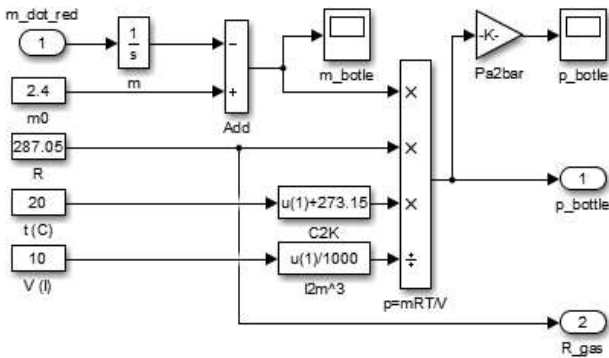 m_dot_red
1
1
s
m
−
+
Add
m_botle
-K-
Pa2bar
p_botle
2.4
m0
×
287.05
R
×
20
t (C)
u(1)+273.15
C2K
×
10
V (l)
u(1)/1000
l2m^3
÷
p=mRT/V
1
p_bottle
2
R_gas